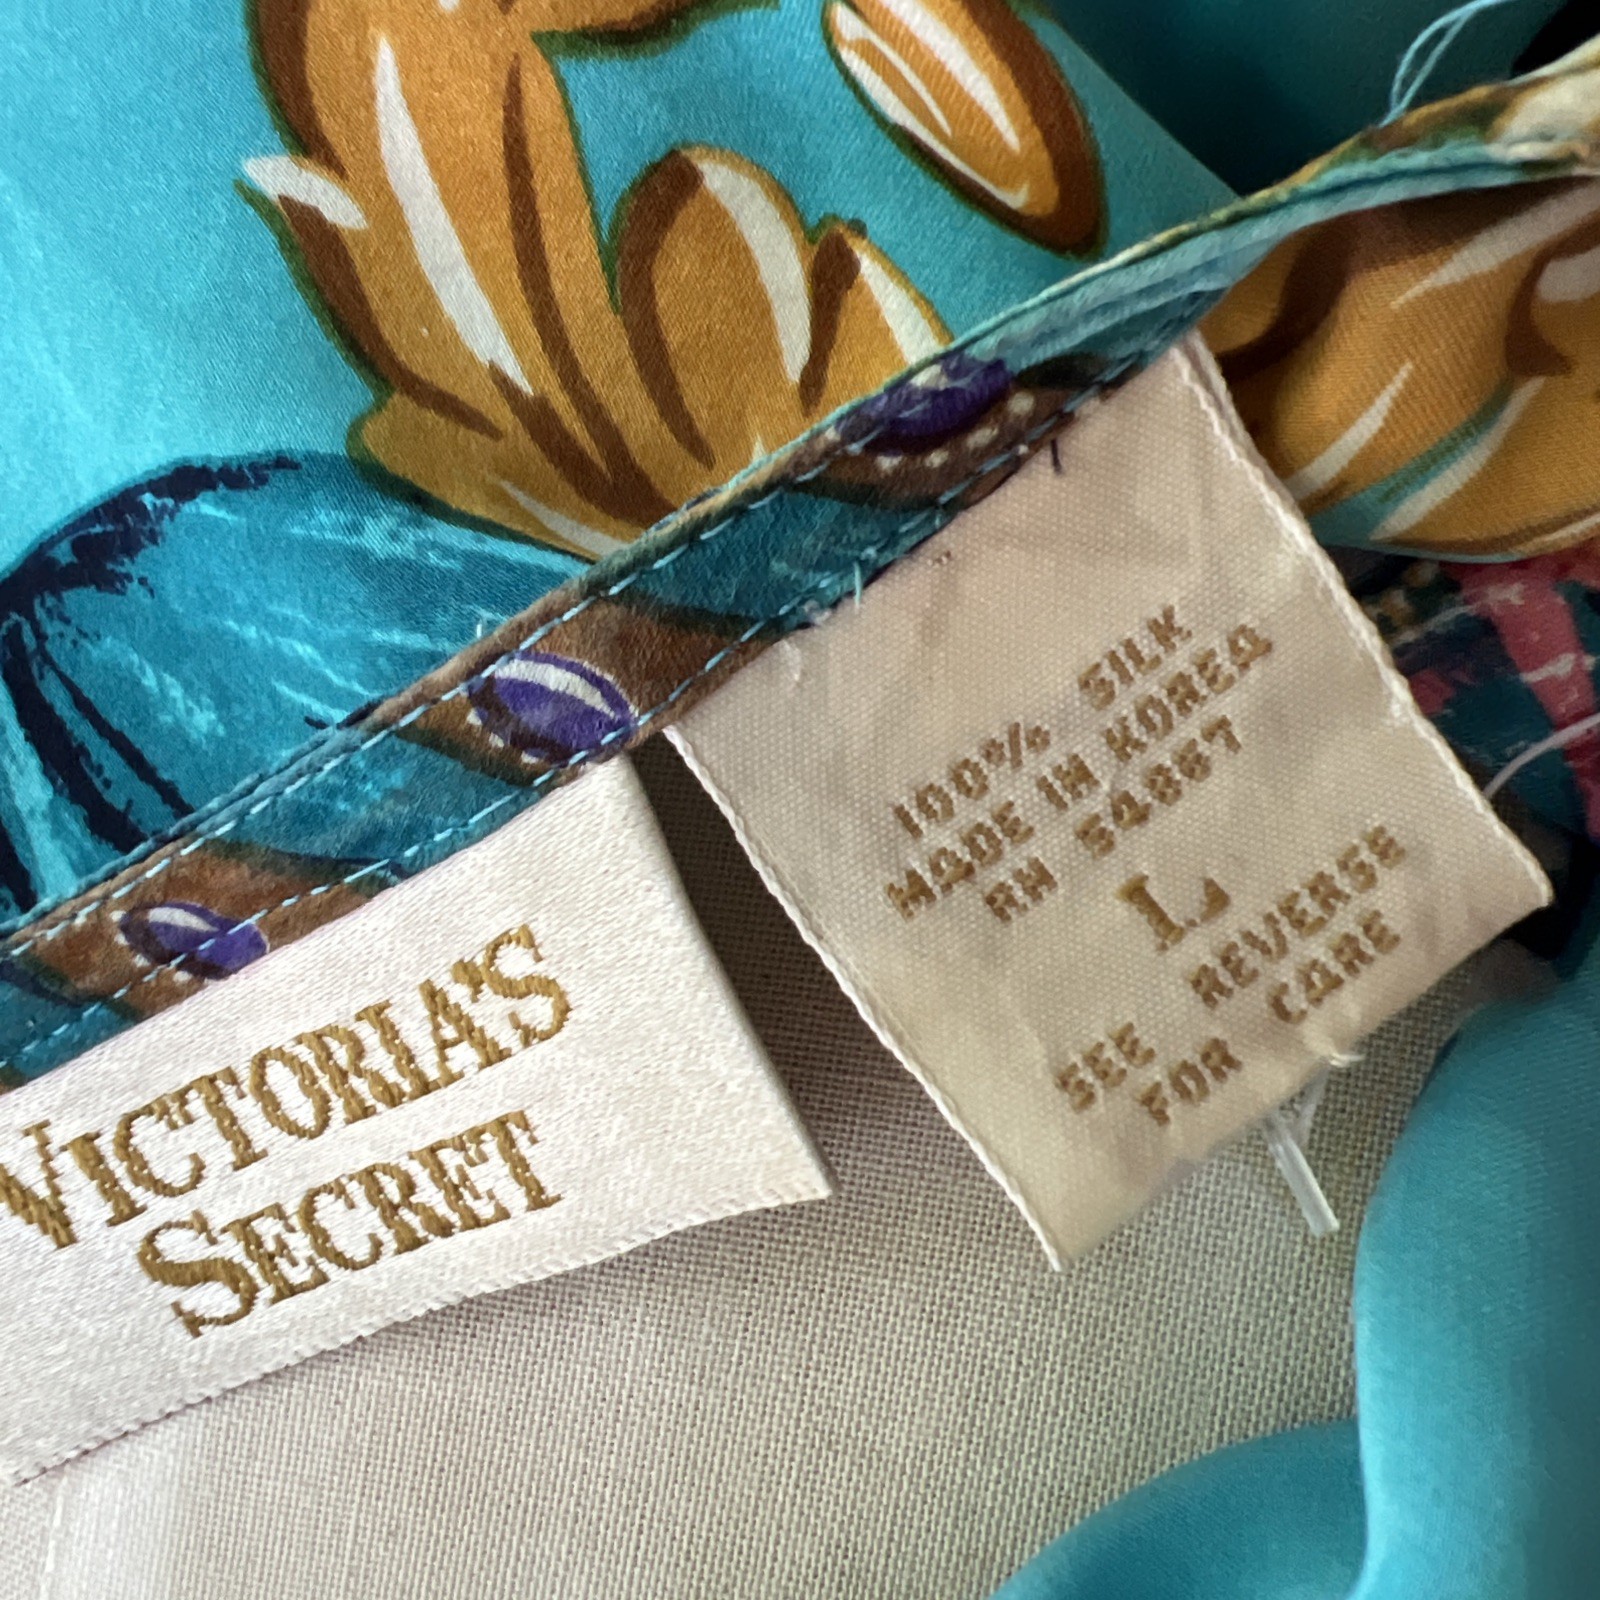 VICTORIA'S
SECRET
100% SILK
MADE IN KOREA
RN 54867
L
SEE REVERSE
FOR CARE